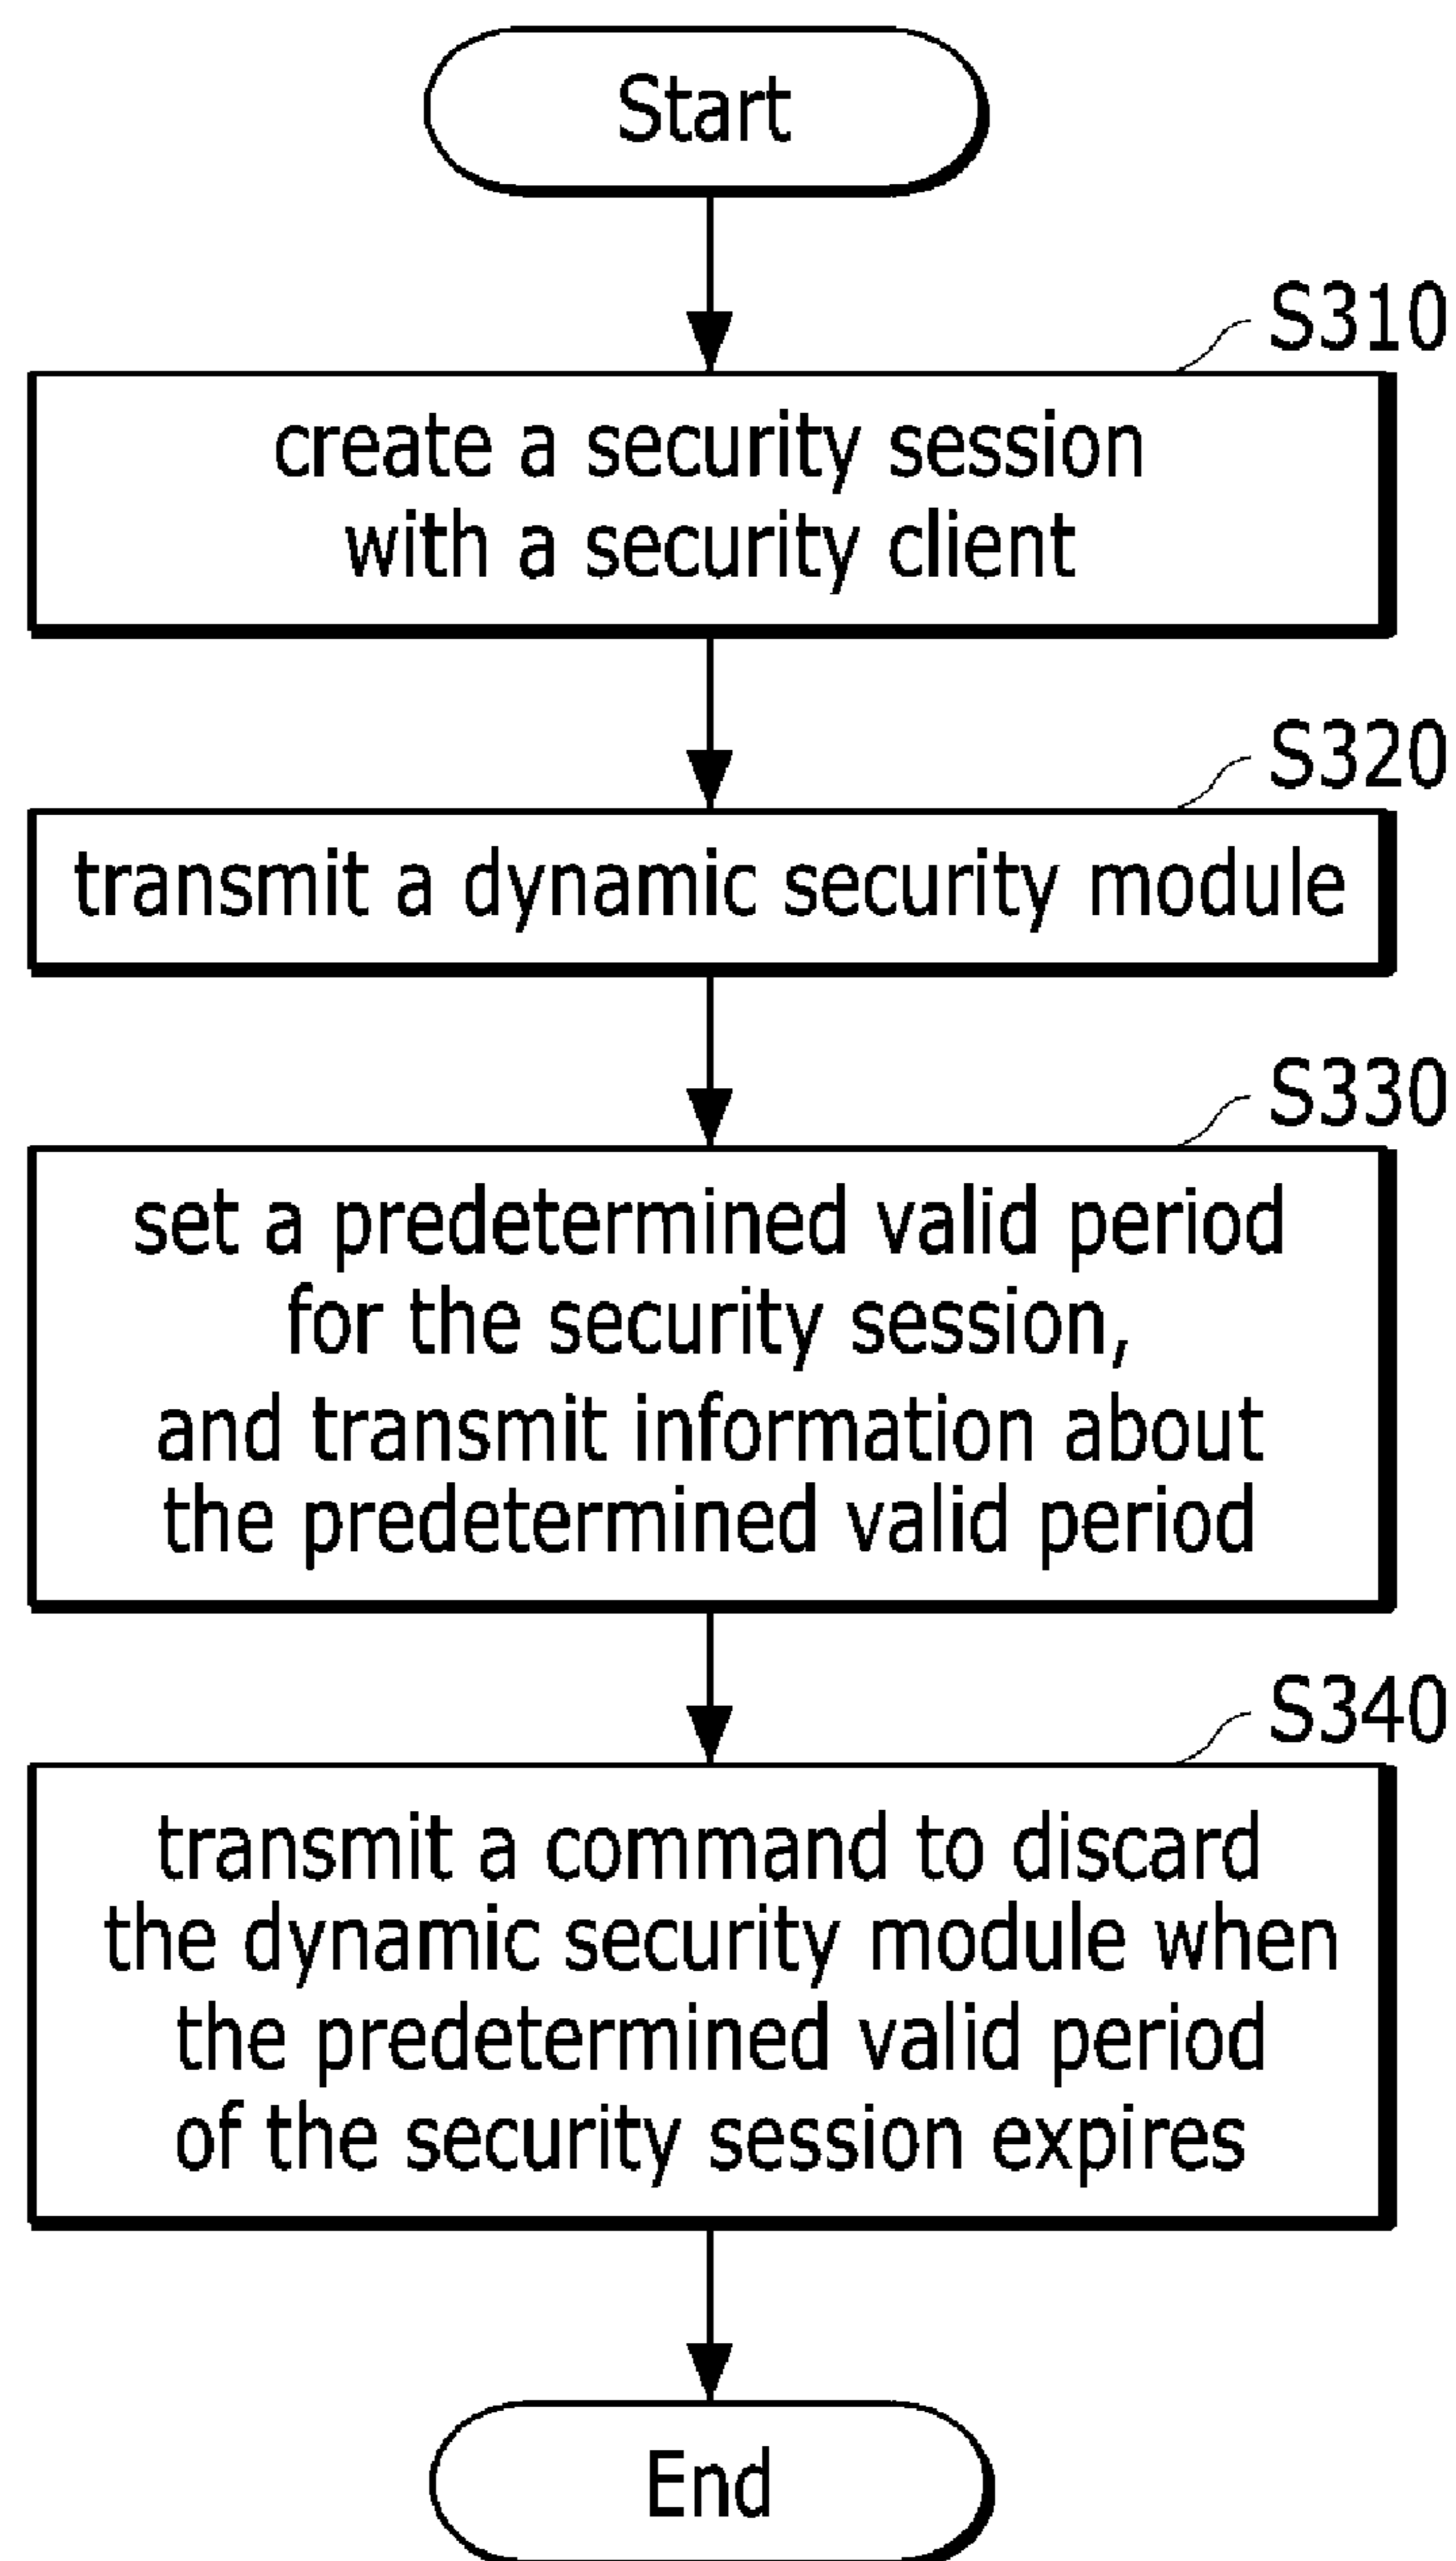 Start
S310
create a security session
with a security client
S320
transmit a dynamic security module
S330
set a predetermined valid period
for the security session,
and transmit information about
the predetermined valid period
S340
transmit a command to discard
the dynamic security module when
the predetermined valid period
of the security session expires
End